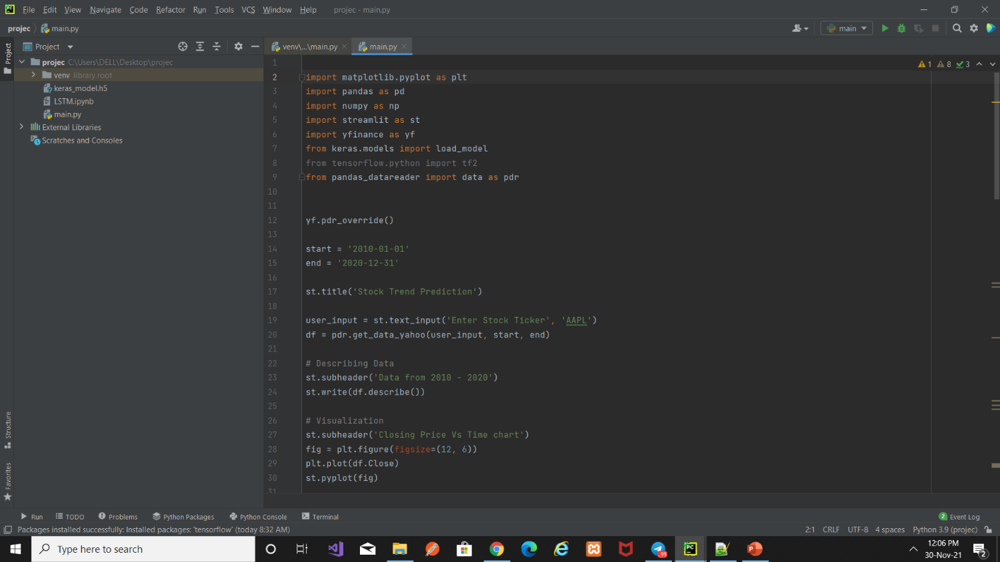 File Edit View Navigate Code Refactor Run Tools VCS Window Help projec - main.py
projec main.py main
Project venv\...\main.py main.py
Project
projec C:\Users\DELL\Desktop\projec
venv library root
keras_model.h5
LSTM.ipynb
main.py
External Libraries
Scratches and Consoles
Structure
Favorites
1 8 3
1
2 import matplotlib.pyplot as plt
3 import pandas as pd
4 import numpy as np
5 import streamlit as st
6 import yfinance as yf
7 from keras.models import load_model
8 from tensorflow.python import tf2
9 from pandas_datareader import data as pdr
10
11
12 yf.pdr_override()
13
14 start = '2010-01-01'
15 end = '2020-12-31'
16
17 st.title('Stock Trend Prediction')
18
19 user_input = st.text_input('Enter Stock Ticker', 'AAPL')
20 df = pdr.get_data_yahoo(user_input, start, end)
21
22 # Describing Data
23 st.subheader('Data from 2010 - 2020')
24 st.write(df.describe())
25
26 # Visualization
27 st.subheader('Closing Price Vs Time chart')
28 fig = plt.figure(figsize=(12, 6))
29 plt.plot(df.Close)
30 st.pyplot(fig)
31
Run TODO Problems Python Packages Python Console Terminal 2 Event Log
Packages installed successfully: Installed packages: 'tensorflow' (today 8:32 AM) 2:1 CRLF UTF-8 4 spaces Python 3.9 (projec)
Type here to search 99 PC 12:06 PM
30-Nov-21 2